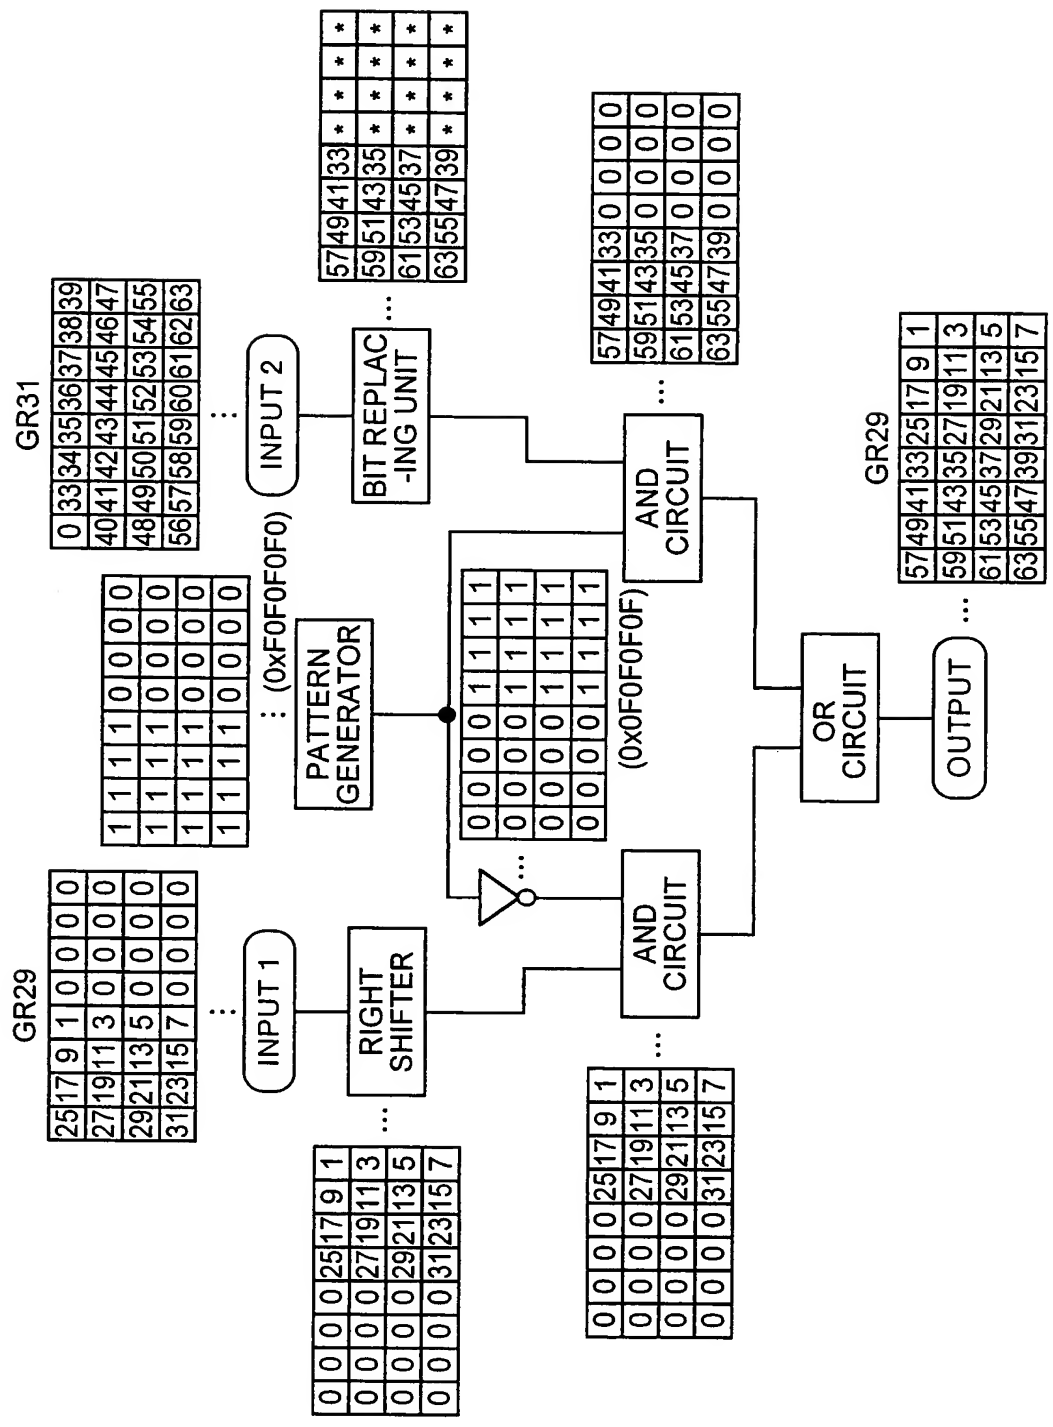 GR29
25 17 9 1 0 0 0 0
27 19 11 3 0 0 0 0
29 21 13 5 0 0 0 0
31 23 15 7 0 0 0 0
1 1 1 1 0 0 0 0
1 1 1 1 0 0 0 0
1 1 1 1 0 0 0 0
1 1 1 1 0 0 0 0
(0xF0F0F0F0)
GR31
0 33 34 35 36 37 38 39
40 41 42 43 44 45 46 47
48 49 50 51 52 53 54 55
56 57 58 59 60 61 62 63
INPUT 1
PATTERN
GENERATOR
INPUT 2
0 0 0 0 25 17 9 1
0 0 0 0 27 19 11 3
0 0 0 0 29 21 13 5
0 0 0 0 31 23 15 7
RIGHT
SHIFTER
BIT REPLAC
-ING UNIT
57 49 41 33 * * * *
59 51 43 35 * * * *
61 53 45 37 * * * *
63 55 47 39 * * * *
0 0 0 0 1 1 1 1
0 0 0 0 1 1 1 1
0 0 0 0 1 1 1 1
0 0 0 0 1 1 1 1
(0x0F0F0F0F)
0 0 0 0 25 17 9 1
0 0 0 0 27 19 11 3
0 0 0 0 29 21 13 5
0 0 0 0 31 23 15 7
AND
CIRCUIT
AND
CIRCUIT
57 49 41 33 0 0 0 0
59 51 43 35 0 0 0 0
61 53 45 37 0 0 0 0
63 55 47 39 0 0 0 0
OR
CIRCUIT
OUTPUT
GR29
57 49 41 33 25 17 9 1
59 51 43 35 27 19 11 3
61 53 45 37 29 21 13 5
63 55 47 39 31 23 15 7